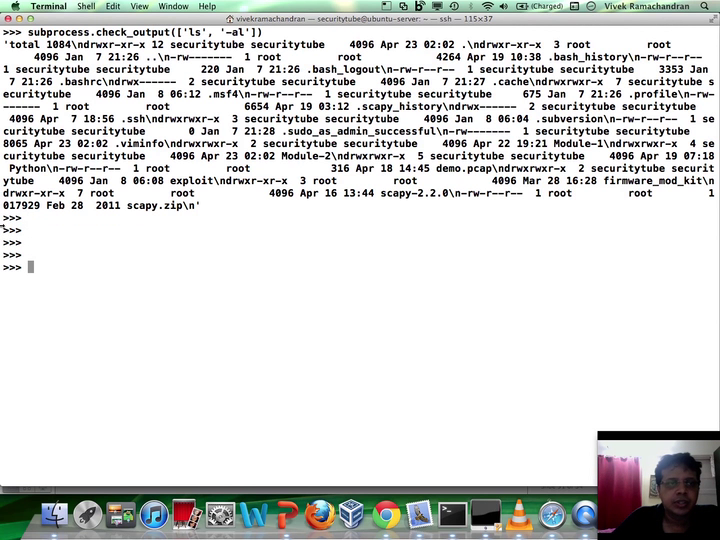 Terminal Shell Edit View Window Help (Charged) Vivek Ramachandran
vivekramachandran — securitytube@ubuntu-server: ~ — ssh — 115×37
>>> subprocess.check_output(['ls', '-al'])
'total 1084\ndrwxr-xr-x 12 securitytube securitytube    4096 Apr 23 02:02 .\ndrwxr-xr-x  3 root         root
     4096 Jan  7 21:26 ..\n-rw-------  1 root         root            4264 Apr 19 10:38 .bash_history\n-rw-r--r--
1 securitytube securitytube     220 Jan  7 21:26 .bash_logout\n-rw-r--r--  1 securitytube securitytube    3353 Jan
 7 21:26 .bashrc\ndrwx------  2 securitytube securitytube    4096 Jan  7 21:27 .cache\ndrwxrwxr-x  7 securitytube s
ecuritytube    4096 Jan  8 06:12 .msf4\n-rw-r--r--  1 securitytube securitytube     675 Jan  7 21:26 .profile\n-rw-
------  1 root         root            6654 Apr 19 03:12 .scapy_history\ndrwx------  2 securitytube securitytube
 4096 Apr  7 18:56 .ssh\ndrwxrwxr-x  3 securitytube securitytube    4096 Jan  8 06:04 .subversion\n-rw-r--r--  1 se
curitytube securitytube       0 Jan  7 21:28 .sudo_as_admin_successful\n-rw-------  1 securitytube securitytube
8065 Apr 23 02:02 .viminfo\ndrwxrwxr-x  2 securitytube securitytube    4096 Apr 22 19:21 Module-1\ndrwxrwxr-x  4 se
curitytube securitytube    4096 Apr 23 02:02 Module-2\ndrwxrwxr-x  5 securitytube securitytube    4096 Apr 19 07:18
 Python\n-rw-r--r--  1 root         root             316 Apr 18 14:45 demo.pcap\ndrwxrwxr-x  2 securitytube securit
ytube    4096 Jan  8 06:08 exploit\ndrwxrwxr-x  3 root         root            4096 Mar 28 16:28 firmware_mod_kit\n
drwxr-xr-x  7 root         root            4096 Apr 16 13:44 scapy-2.2.0\n-rw-r--r--  1 root         root         1
017929 Feb 28  2011 scapy.zip\n'
>>>
>>>
>>>
>>>
>>>